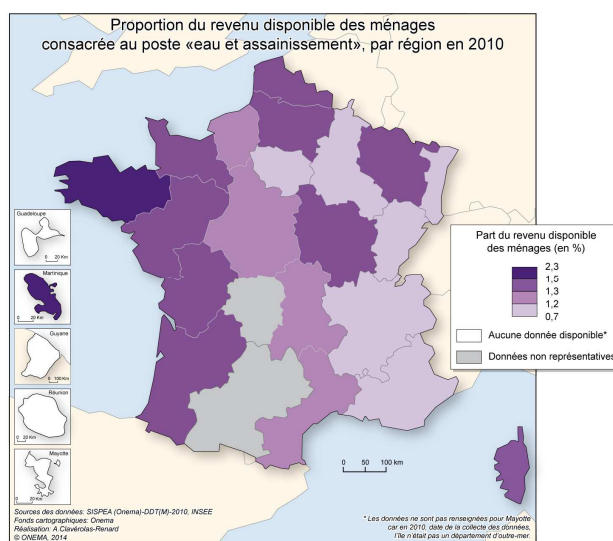 Proportion du revenu disponible des ménages
consacrée au poste «eau et assainissement», par région en 2010
Guadeloupe
0 20 Km
Martinique
0 20 Km
Guyane
0 100 Km
Réunion
0 20 Km
Mayotte
0 20 Km
Part du revenu disponible
des ménages (en %)
2,3
1,5
1,3
1,2
0,7
Aucune donnée disponible*
Données non représentatives
0 50 100 km
Sources des données: SISPEA (Onema)-DDT(M)-2010, INSEE
Fonds cartographiques: Onema
Réalisation: A.Clavérolas-Renard
© ONEMA, 2014
* Les données ne sont pas renseignées pour Mayotte
car en 2010, date de la collecte des données,
l'île n'était pas un département d'outre-mer.